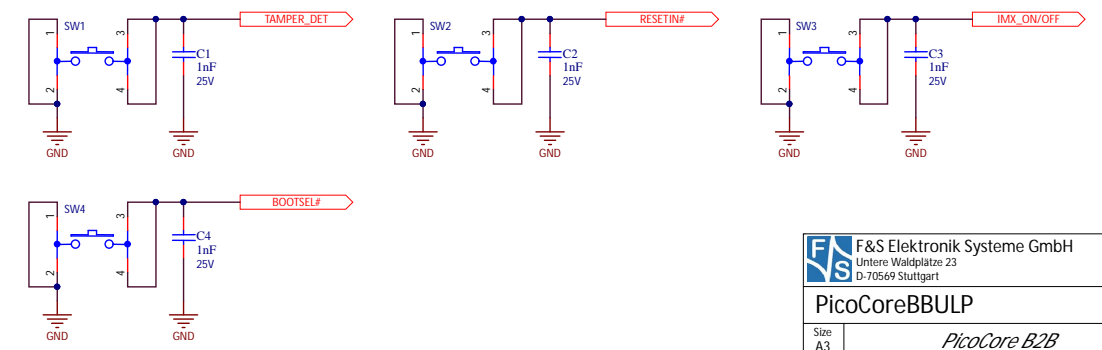 SW1
TAMPER_DET
1
3
2
4
C1
1nF
25V
GND
GND
SW2
RESETIN#
1
3
2
4
C2
1nF
25V
GND
GND
SW3
IMX_ON/OFF
1
3
2
4
C3
1nF
25V
GND
GND
SW4
BOOTSEL#
1
3
2
4
C4
1nF
25V
GND
GND
F&S
F&S Elektronik Systeme GmbH
Untere Waldplätze 23
D-70569 Stuttgart
PicoCoreBBULP
Size
A3
PicoCore B2B